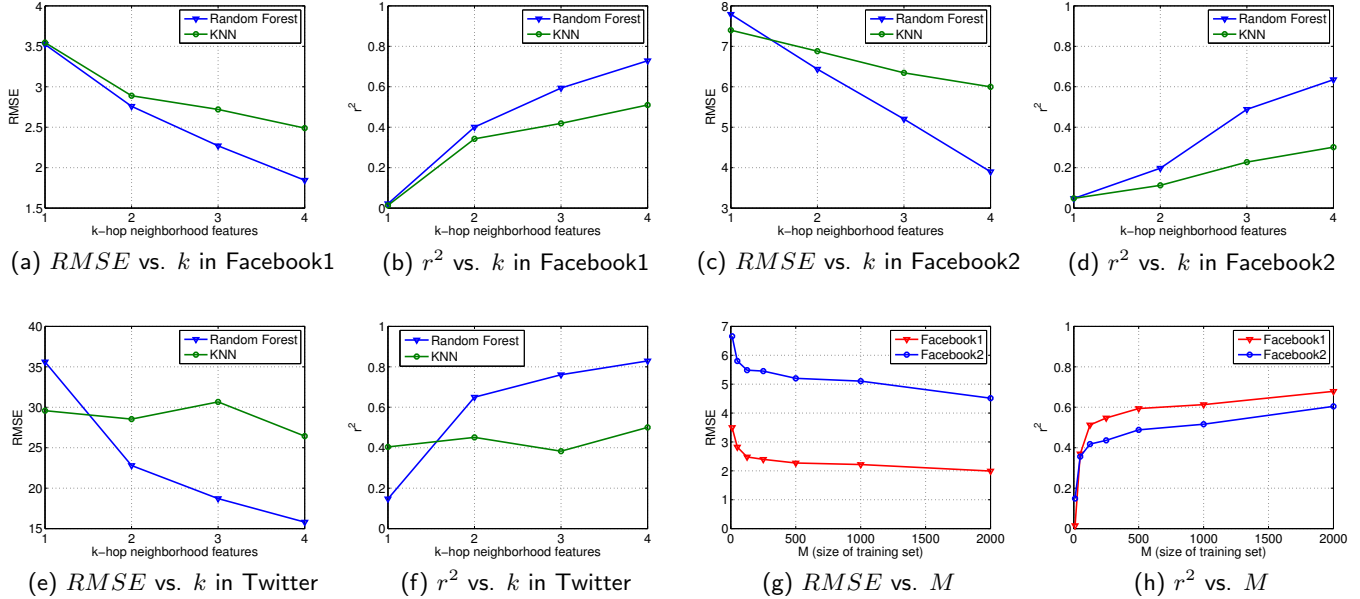 4
3.5
3
2.5
2
1.5
RMSE
1 2 3 4
k−hop neighborhood features
Random Forest
KNN
(a) RMSE vs. k in Facebook1
1
0.8
0.6
0.4
0.2
0
r²
1 2 3 4
k−hop neighborhood features
Random Forest
KNN
(b) r² vs. k in Facebook1
8
7
6
5
4
3
RMSE
1 2 3 4
k−hop neighborhood features
Random Forest
KNN
(c) RMSE vs. k in Facebook2
1
0.8
0.6
0.4
0.2
0
r²
1 2 3 4
k−hop neighborhood features
Random Forest
KNN
(d) r² vs. k in Facebook2
40
35
30
25
20
15
RMSE
1 2 3 4
k−hop neighborhood features
Random Forest
KNN
(e) RMSE vs. k in Twitter
1
0.8
0.6
0.4
0.2
0
r²
1 2 3 4
k−hop neighborhood features
Random Forest
KNN
(f) r² vs. k in Twitter
7
6
5
4
3
2
1
0
RMSE
0 500 1000 1500 2000
M (size of training set)
Facebook1
Facebook2
(g) RMSE vs. M
1
0.8
0.6
0.4
0.2
0
r²
0 500 1000 1500 2000
M (size of training set)
Facebook1
Facebook2
(h) r² vs. M